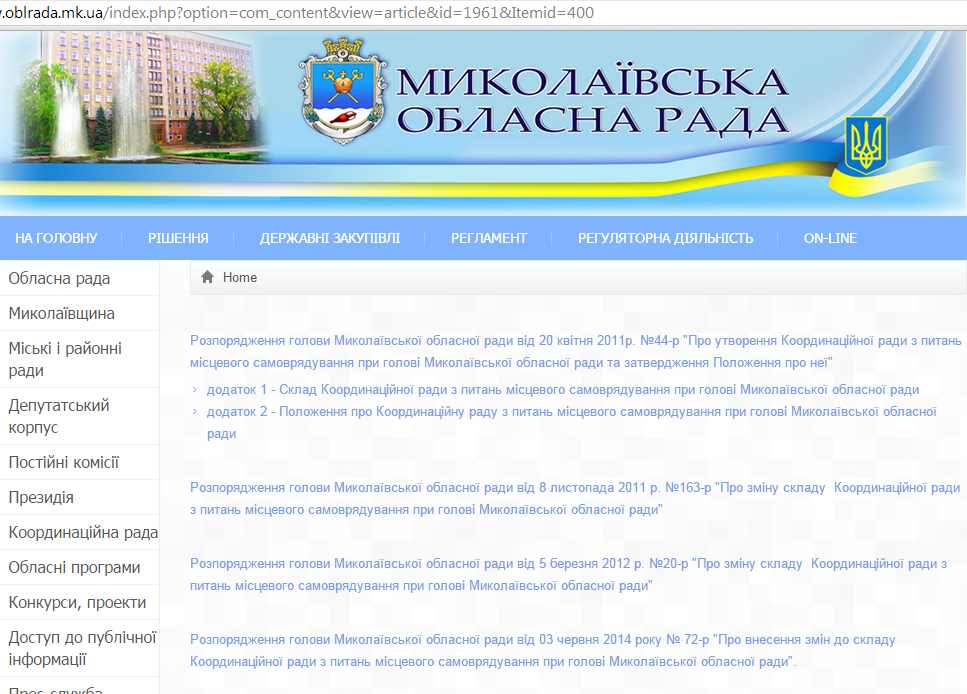 .oblrada.mk.ua/index.php?option=com_content&view=article&id=1961&Itemid=400
МИКОЛАЇВСЬКА
ОБЛАСНА РАДА
НА ГОЛОВНУ РІШЕННЯ ДЕРЖАВНІ ЗАКУПІВЛІ РЕГЛАМЕНТ РЕГУЛЯТОРНА ДІЯЛЬНІСТЬ ON-LINE
Обласна рада
Миколаївщина
Міські і районні
ради
Депутатський
корпус
Постійні комісії
Президія
Координаційна рада
Обласні програми
Конкурси, проекти
Доступ до публічної
інформації
Прес-служба
Home
Розпорядження голови Миколаївської обласної ради від 20 квітня 2011р. №44-р "Про утворення Координаційної ради з питань
місцевого самоврядування при голові Миколаївської обласної ради та затвердження Положення про неї"
додаток 1 - Склад Координаційної ради з питань місцевого самоврядування при голові Миколаївської обласної ради
додаток 2 - Положення про Координаційну раду з питань місцевого самоврядування при голові Миколаївської обласної
ради
Розпорядження голови Миколаївської обласної ради від 8 листопада 2011 р. №163-р "Про зміну складу Координаційної ради
з питань місцевого самоврядування при голові Миколаївської обласної ради"
Розпорядження голови Миколаївської обласної ради від 5 березня 2012 р. №20-р "Про зміну складу Координаційної ради з
питань місцевого самоврядування при голові Миколаївської обласної ради"
Розпорядження голови Миколаївської обласної ради від 03 червня 2014 року № 72-р "Про внесення змін до складу
Координаційної ради з питань місцевого самоврядування при голові Миколаївської обласної ради".